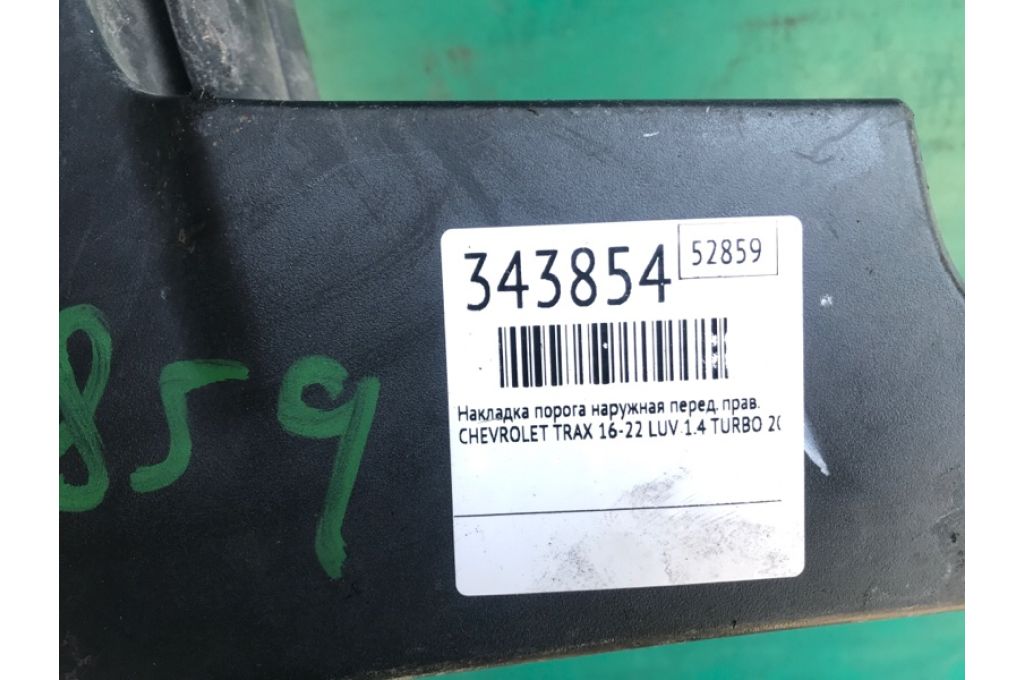 343854
52859
859
Накладка порога наружная перед. прав.
CHEVROLET TRAX 16-22 LUV 1.4 TURBO